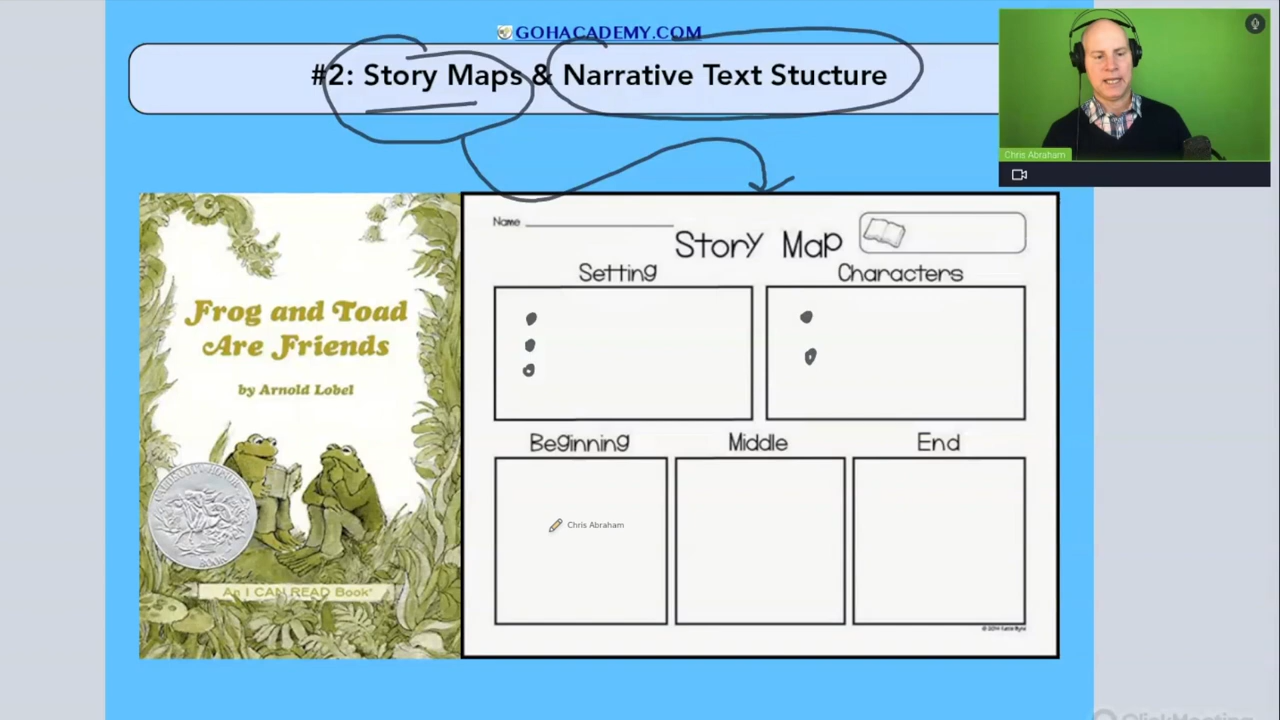 GOHACADEMY.COM
#2: Story Maps & Narrative Text Stucture
Chris Abraham
Frog and Toad
Are Friends
by Arnold Lobel
An I CAN READ Book®
Name
Story Map
Setting
Characters
Beginning
Middle
End
Chris Abraham
ClickMeeting